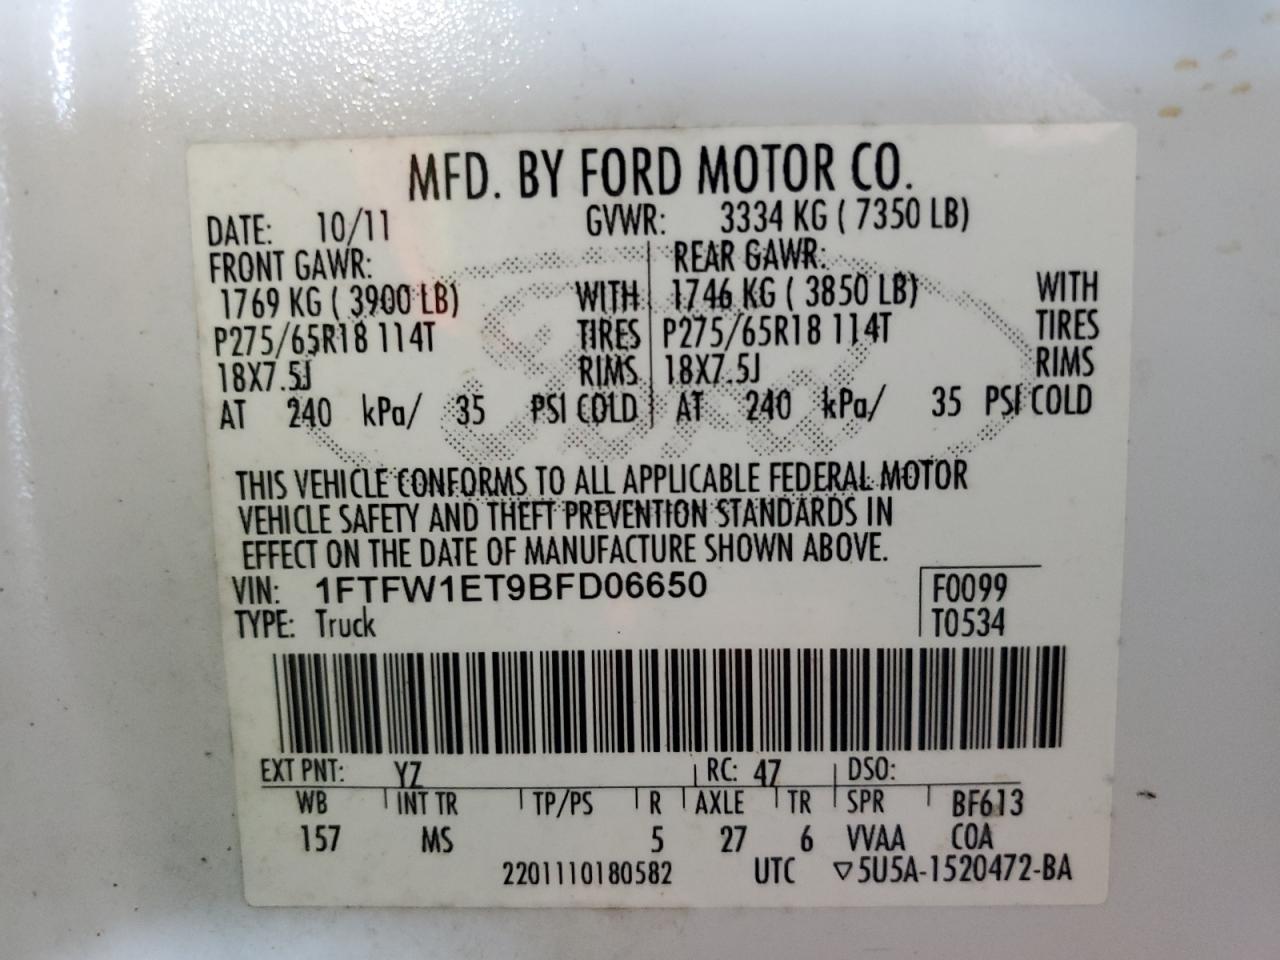 MFD. BY FORD MOTOR CO.
DATE: 10/11 GVWR: 3334 KG ( 7350 LB)
FRONT GAWR: REAR GAWR:
1769 KG ( 3900 LB) WITH 1746 KG ( 3850 LB) WITH
P275/65R18 114T TIRES P275/65R18 114T TIRES
18X7.5J RIMS 18X7.5J RIMS
AT 240 kPa/ 35 PSI COLD AT 240 kPa/ 35 PSI COLD
THIS VEHICLE CONFORMS TO ALL APPLICABLE FEDERAL MOTOR
VEHICLE SAFETY AND THEFT PREVENTION STANDARDS IN
EFFECT ON THE DATE OF MANUFACTURE SHOWN ABOVE.
VIN: 1FTFW1ET9BFD06650 F0099
TYPE: Truck T0534
EXT PNT: YZ RC: 47 DSO:
WB INT TR TP/PS R AXLE TR SPR BF613
157 MS 5 27 6 VVAA COA
2201110180582 UTC ▽5U5A-1520472-BA